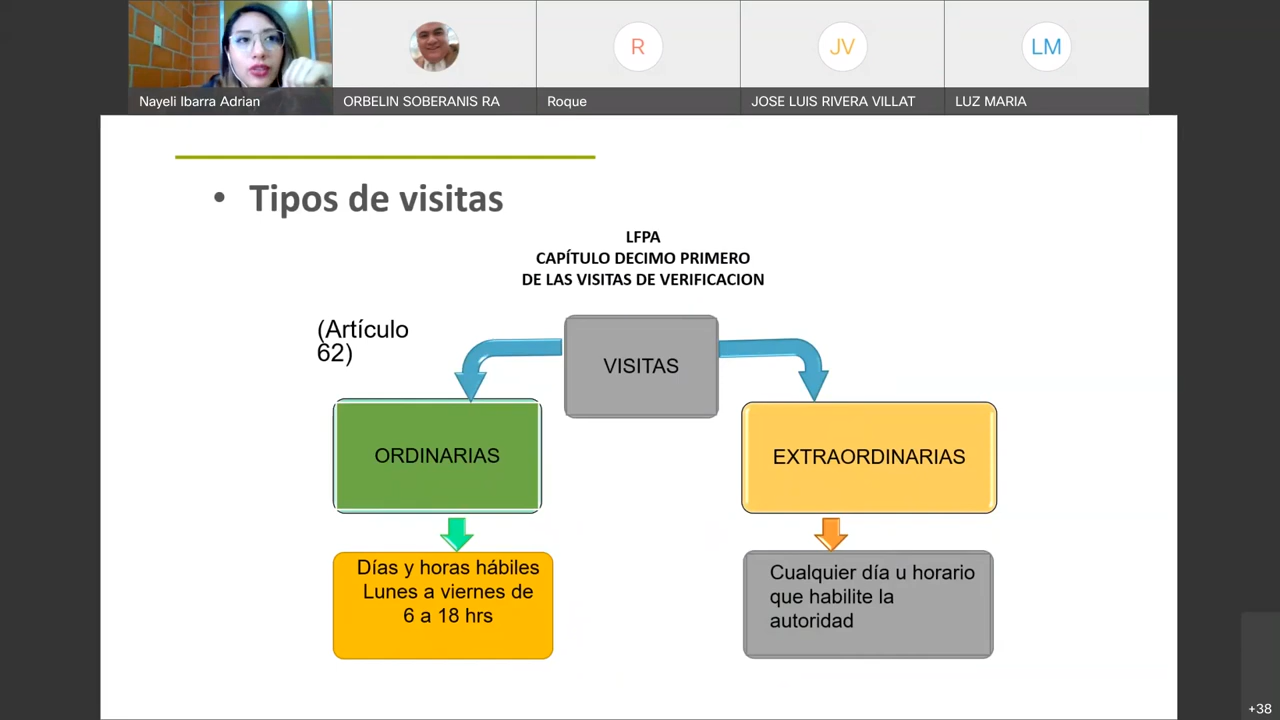 Nayeli Ibarra Adrian
ORBELIN SOBERANIS RA
R
Roque
JV
JOSE LUIS RIVERA VILLAT
LM
LUZ MARIA
• Tipos de visitas
LFPA
CAPÍTULO DECIMO PRIMERO
DE LAS VISITAS DE VERIFICACION
(Artículo
62)
VISITAS
ORDINARIAS
EXTRAORDINARIAS
Días y horas hábiles
Lunes a viernes de
6 a 18 hrs
Cualquier día u horario
que habilite la
autoridad
+38